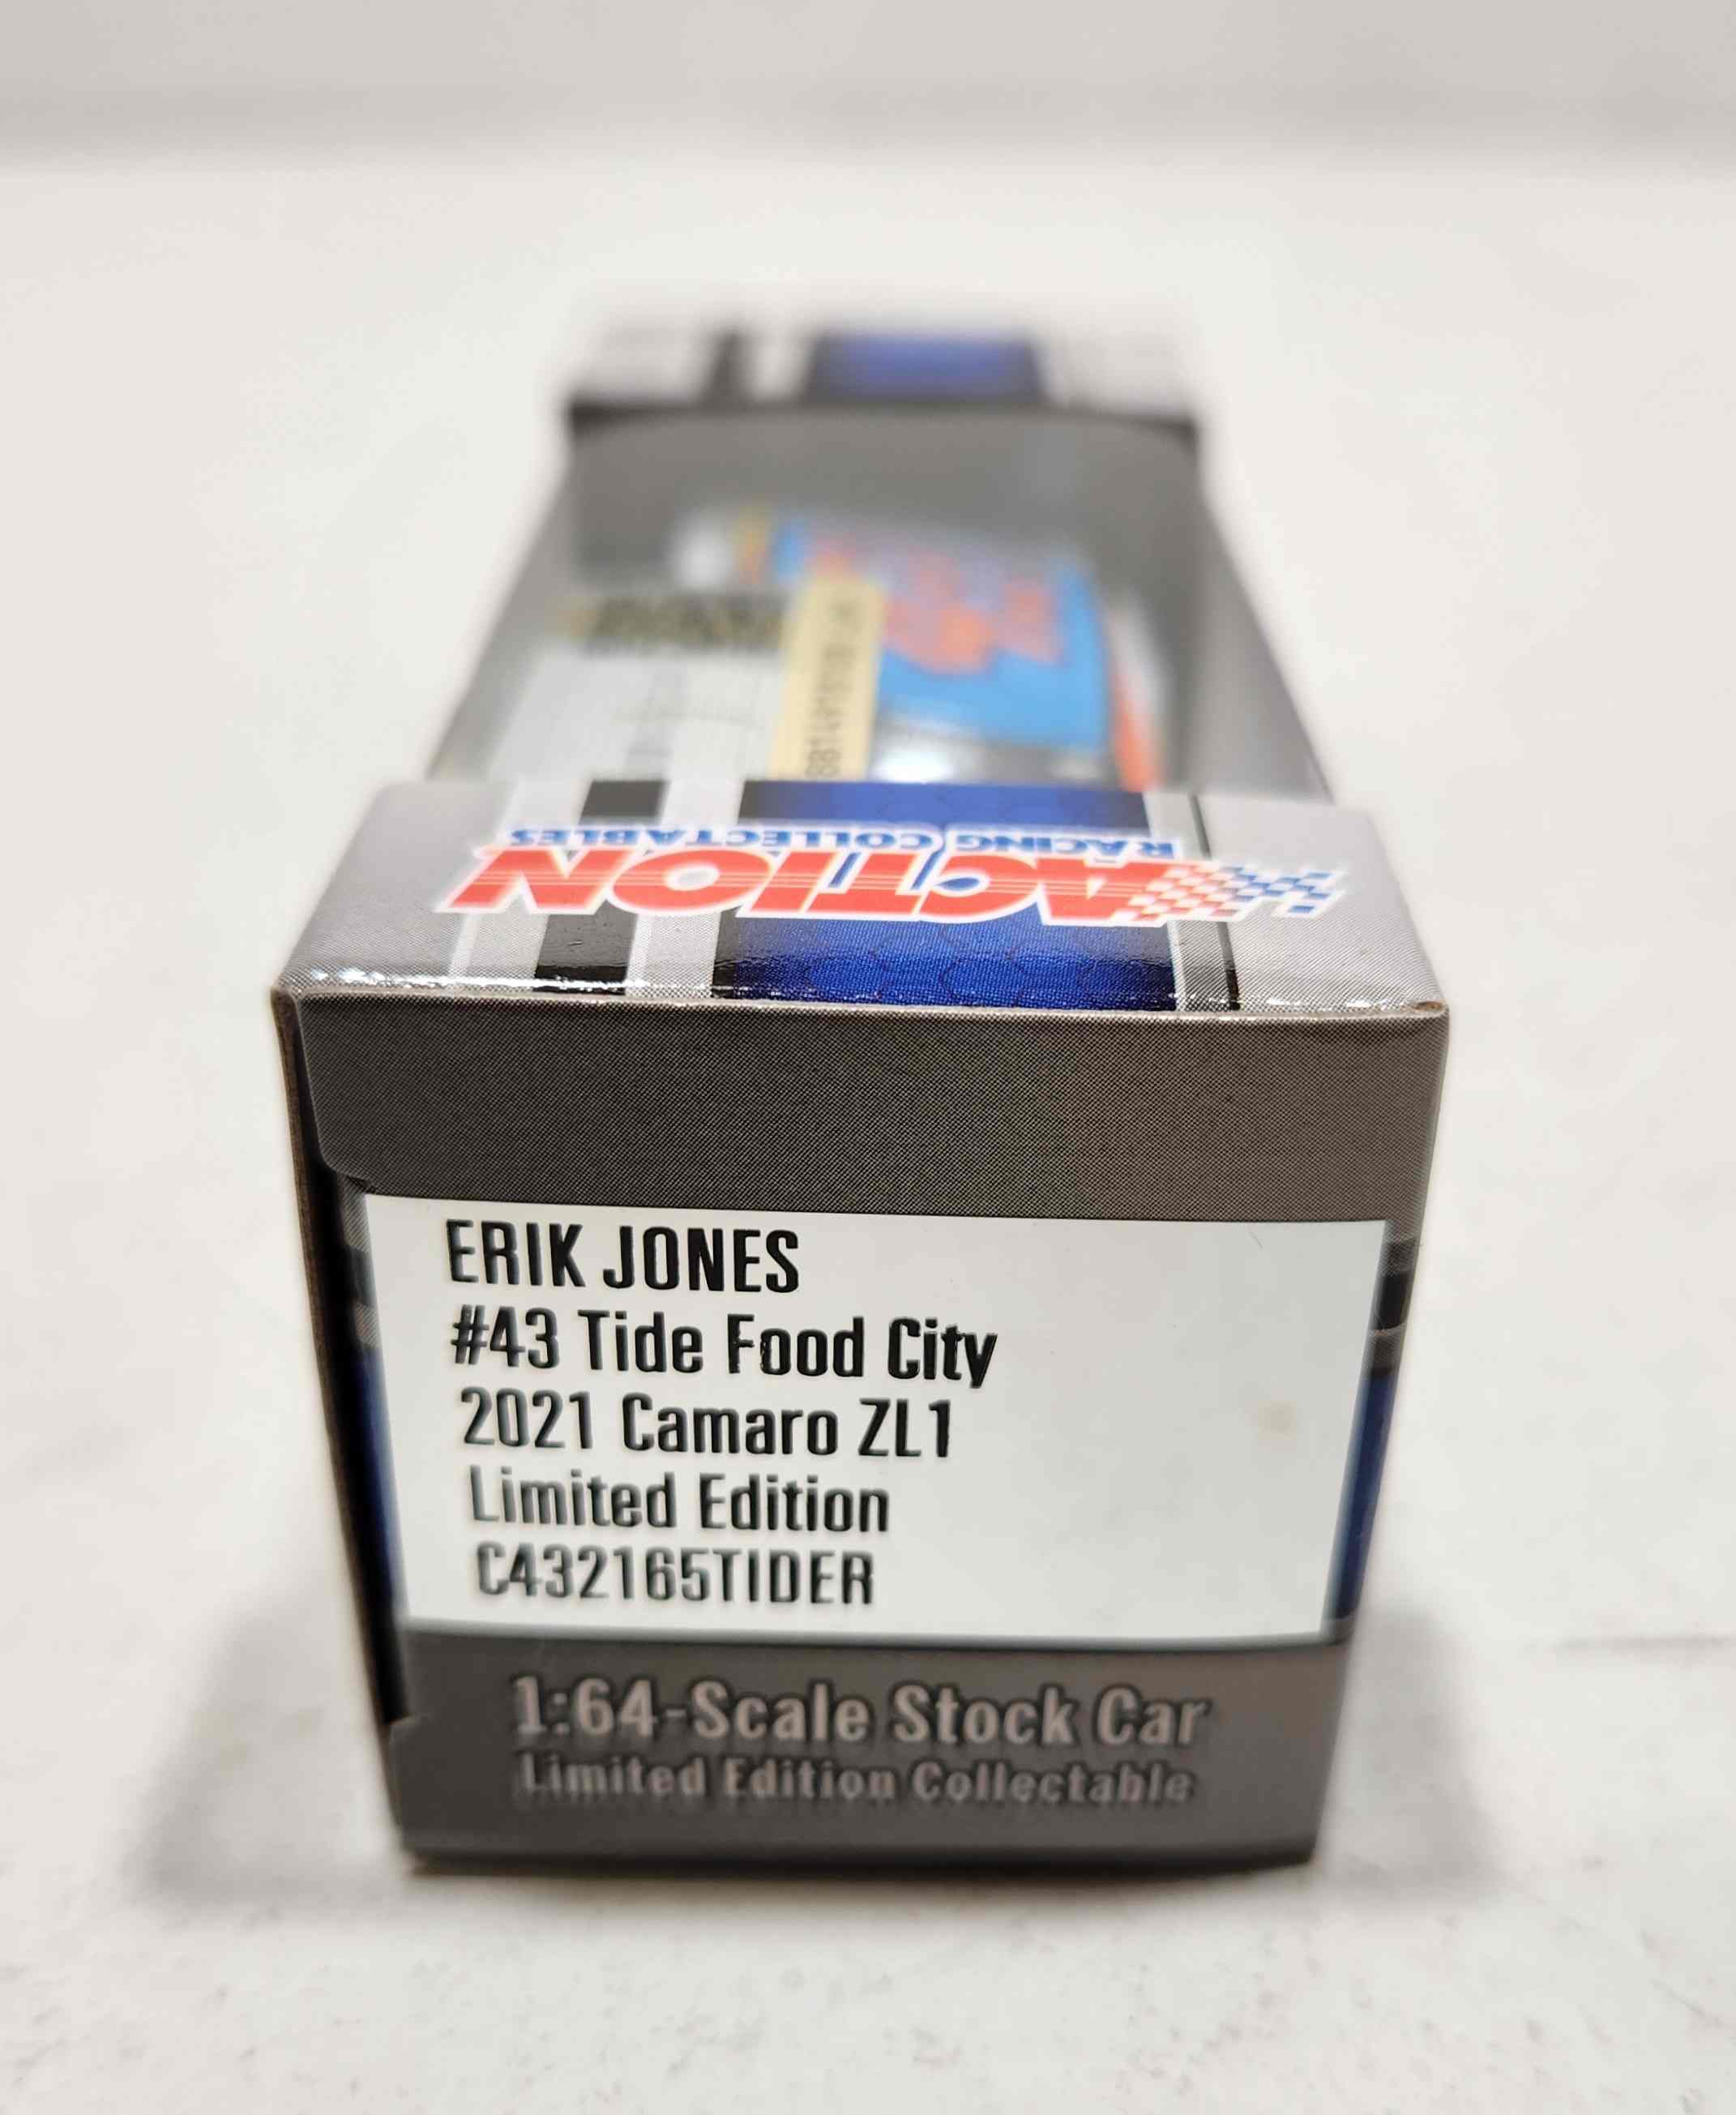 ACTION
RACING COLLECTABLES
ERIK JONES
#43 Tide Food City
2021 Camaro ZL1
Limited Edition
C432165TIDER
1:64-Scale Stock Car
Limited Edition Collectable